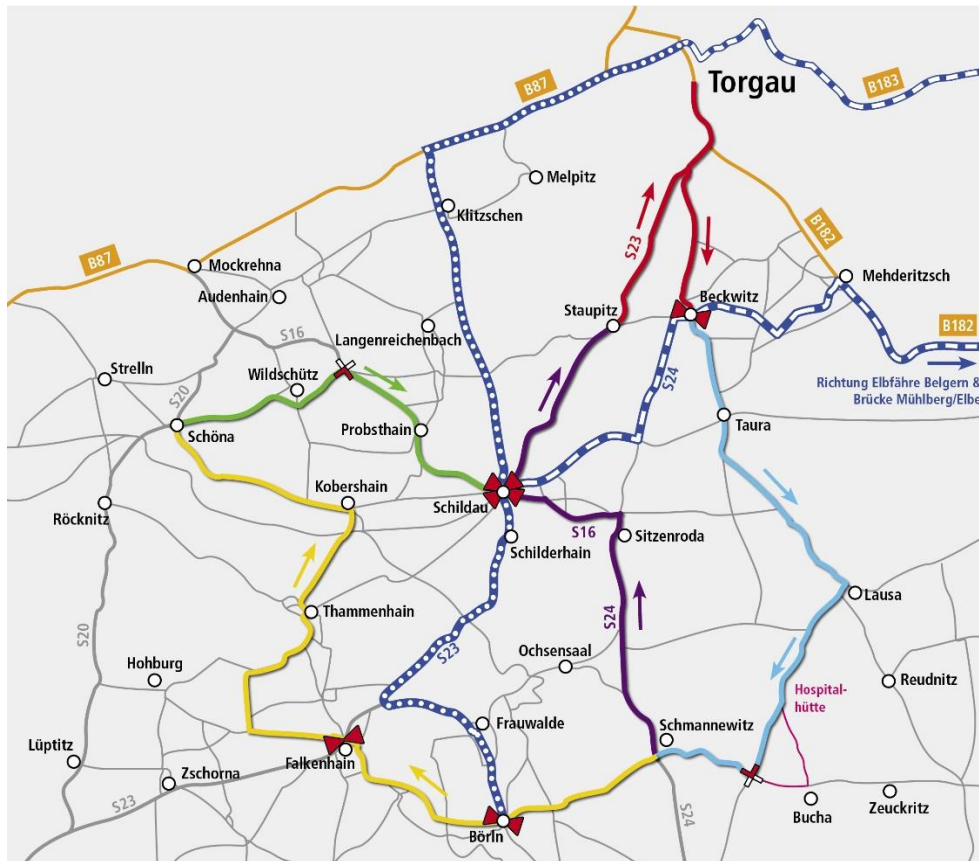 B87
B183
Torgau
Melpitz
Klitzschen
B182
S23
Mehderitzsch
B87
Mockrehna
Audenhain
Beckwitz
Staupitz
B182
S16
Langenreichenbach
Strelln
Wildschütz
S24
Richtung Elbfähre Belgern &
Brücke Mühlberg/Elbe
S20
Probsthain
Taura
Schöna
Kobershain
Schildau
Röcknitz
S16
Sitzenroda
Schilderhain
Lausa
Thammenhain
S24
S20
S23
Ochsensaal
Hohburg
Reudnitz
Hospital-
hütte
Frauwalde
Schmannewitz
Lüptitz
Falkenhain
Zschorna
Zeuckritz
Bucha
S23
S24
Börln